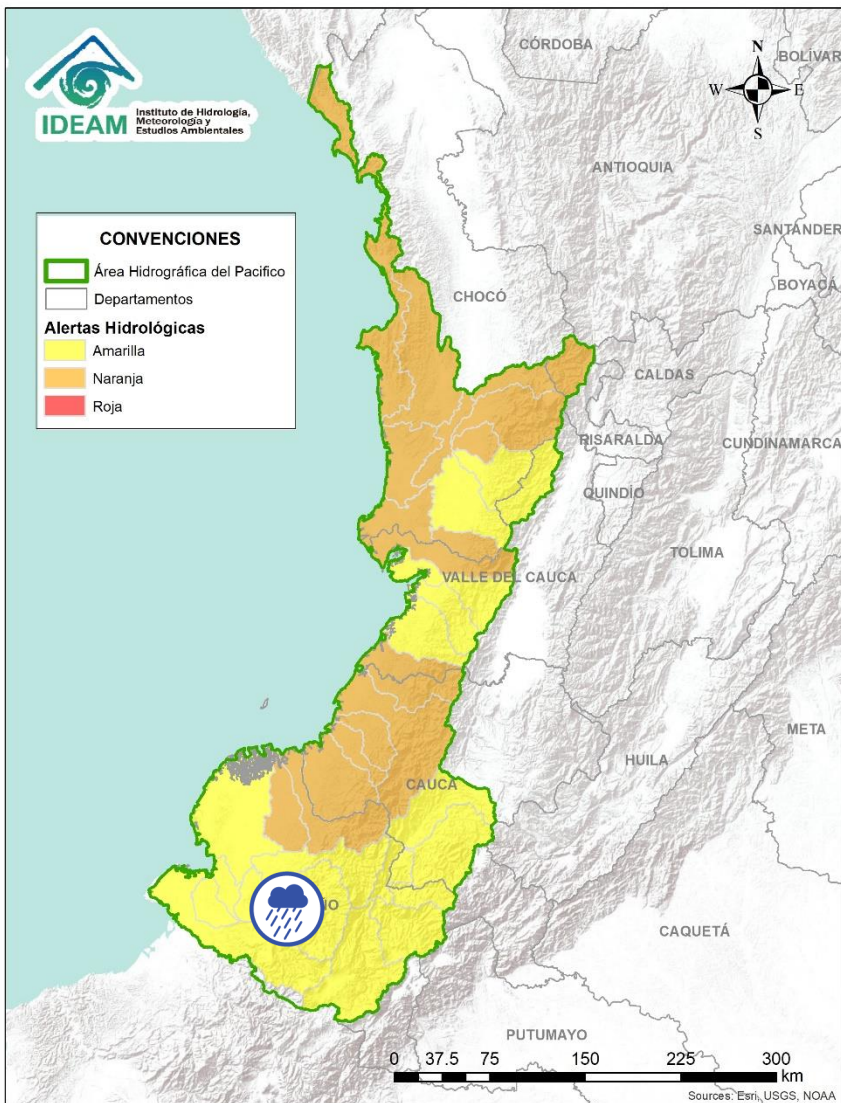 IDEAM
Instituto de Hidrología,
Meteorología y
Estudios Ambientales
CÓRDOBA
BOLÍVAR
N
W
E
S
ANTIOQUIA
SANTANDER
BOYACÁ
CONVENCIONES
Área Hidrográfica del Pacifico
Departamentos
Alertas Hidrológicas
Amarilla
Naranja
Roja
CHOCÓ
CALDAS
RISARALDA
CUNDINAMARCA
QUINDÍO
TOLIMA
VALLE DEL CAUCA
META
HUILA
CAUCA
CAQUETÁ
PUTUMAYO
0 37.5 75 150 225 300
km
Sources: Esri, USGS, NOAA